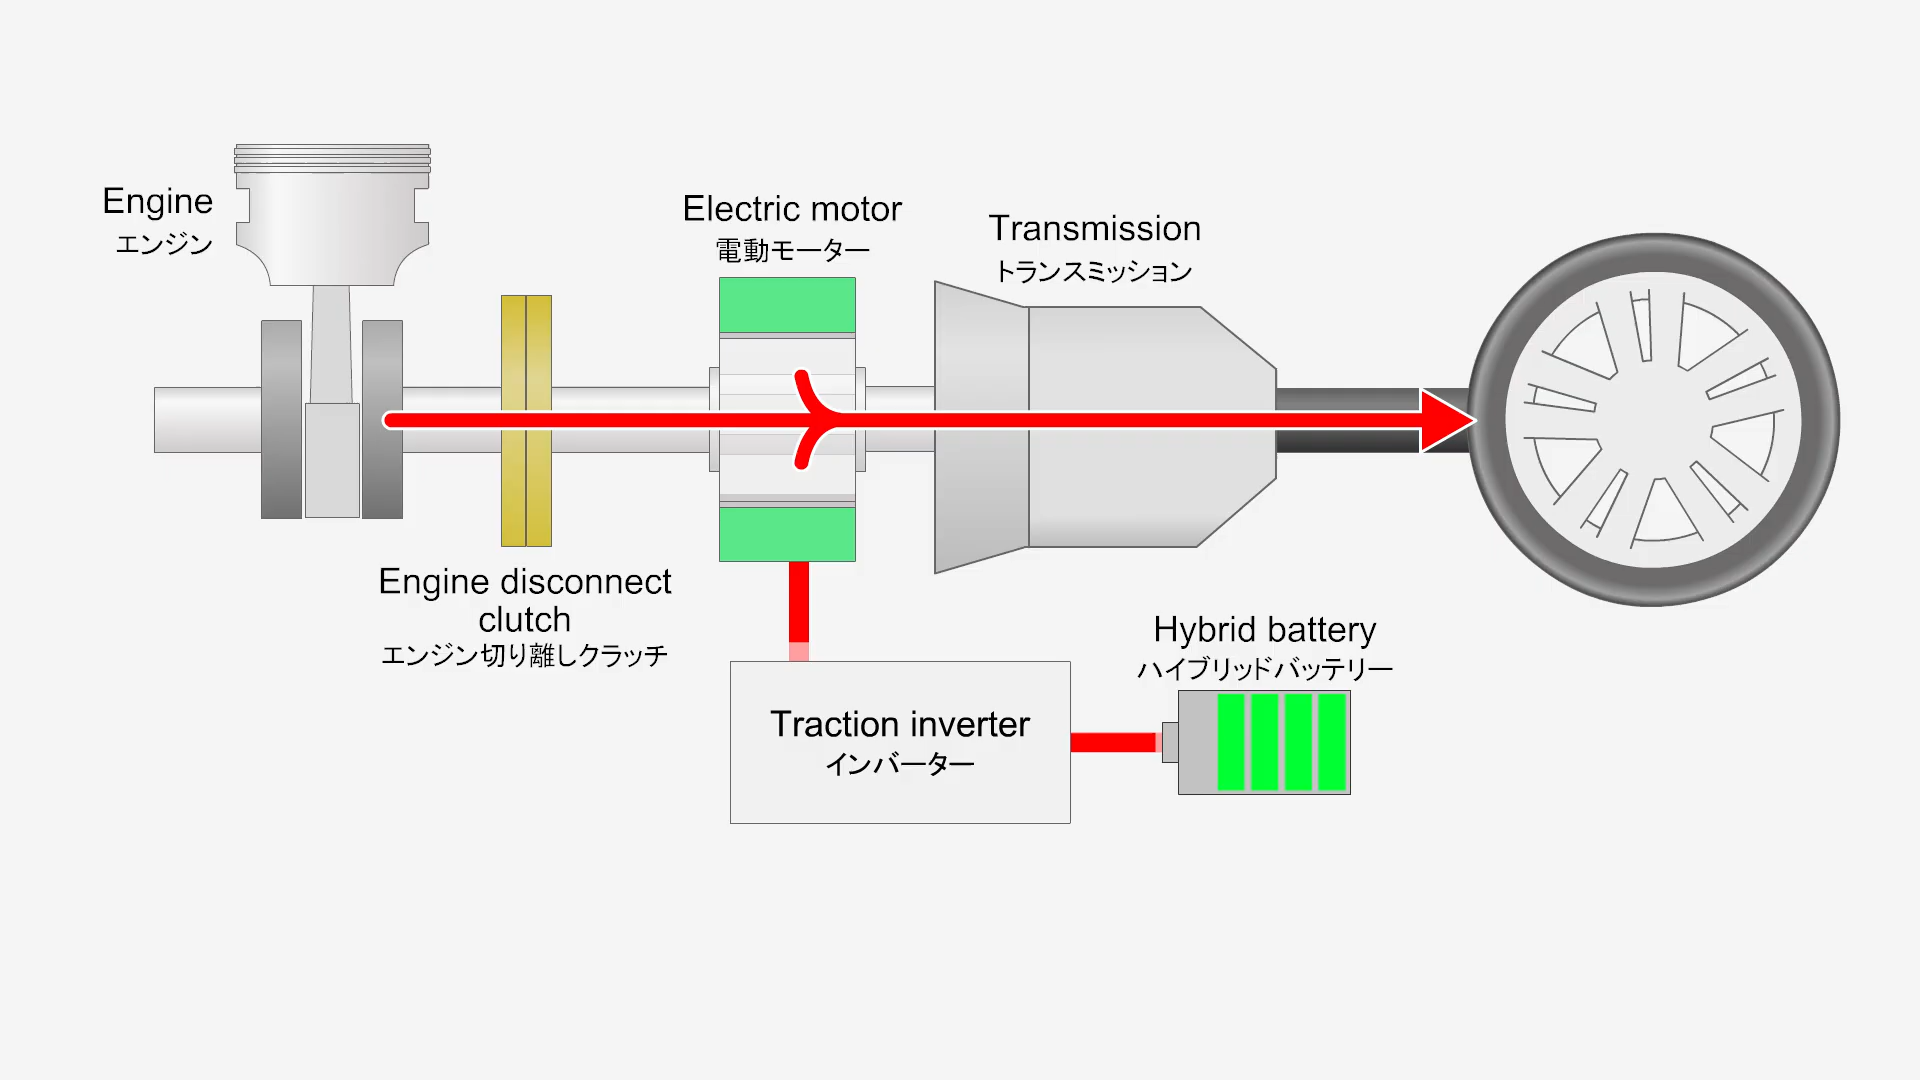 Engine
エンジン
Electric motor
電動モーター
Transmission
トランスミッション
Engine disconnect
clutch
エンジン切り離しクラッチ
Hybrid battery
ハイブリッドバッテリー
Traction inverter
インバーター